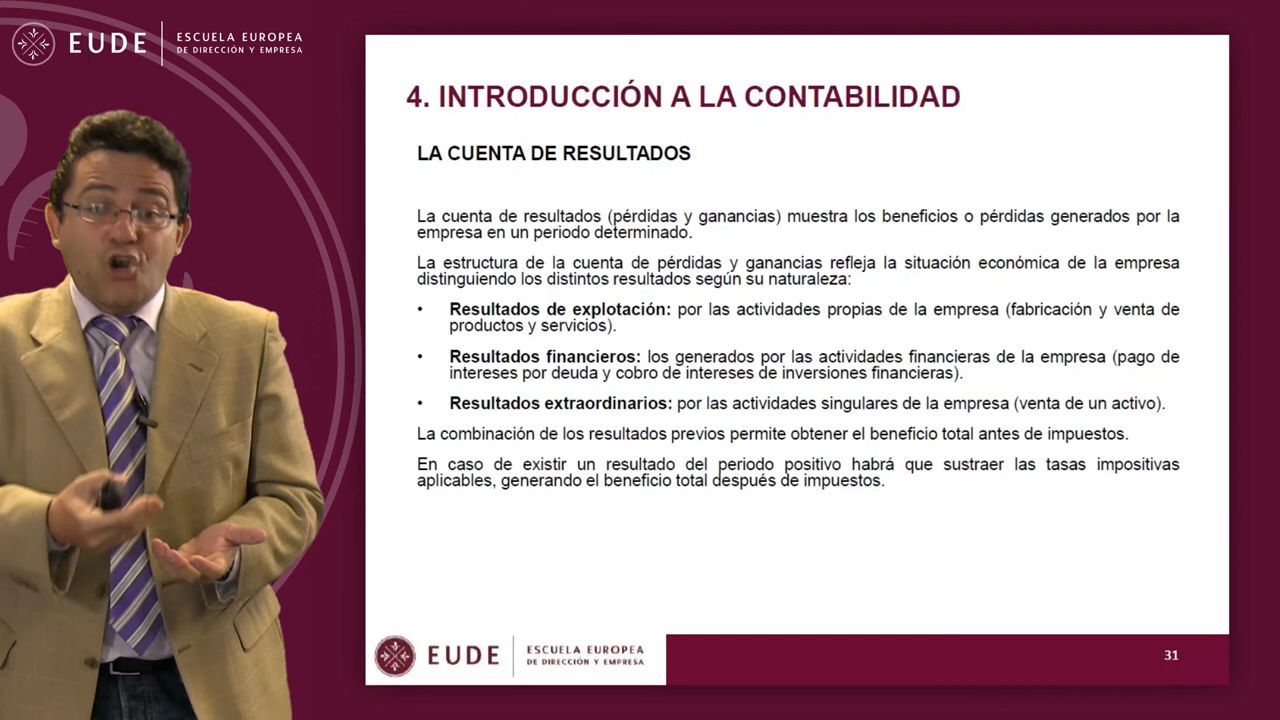 EUDE
ESCUELA EUROPEA
DE DIRECCIÓN Y EMPRESA
4. INTRODUCCIÓN A LA CONTABILIDAD
LA CUENTA DE RESULTADOS
La cuenta de resultados (pérdidas y ganancias) muestra los beneficios o pérdidas generados por la
empresa en un periodo determinado.
La estructura de la cuenta de pérdidas y ganancias refleja la situación económica de la empresa
distinguiendo los distintos resultados según su naturaleza:
• Resultados de explotación: por las actividades propias de la empresa (fabricación y venta de
productos y servicios).
• Resultados financieros: los generados por las actividades financieras de la empresa (pago de
intereses por deuda y cobro de intereses de inversiones financieras).
• Resultados extraordinarios: por las actividades singulares de la empresa (venta de un activo).
La combinación de los resultados previos permite obtener el beneficio total antes de impuestos.
En caso de existir un resultado del periodo positivo habrá que sustraer las tasas impositivas
aplicables, generando el beneficio total después de impuestos.
EUDE
ESCUELA EUROPEA
DE DIRECCIÓN Y EMPRESA
31